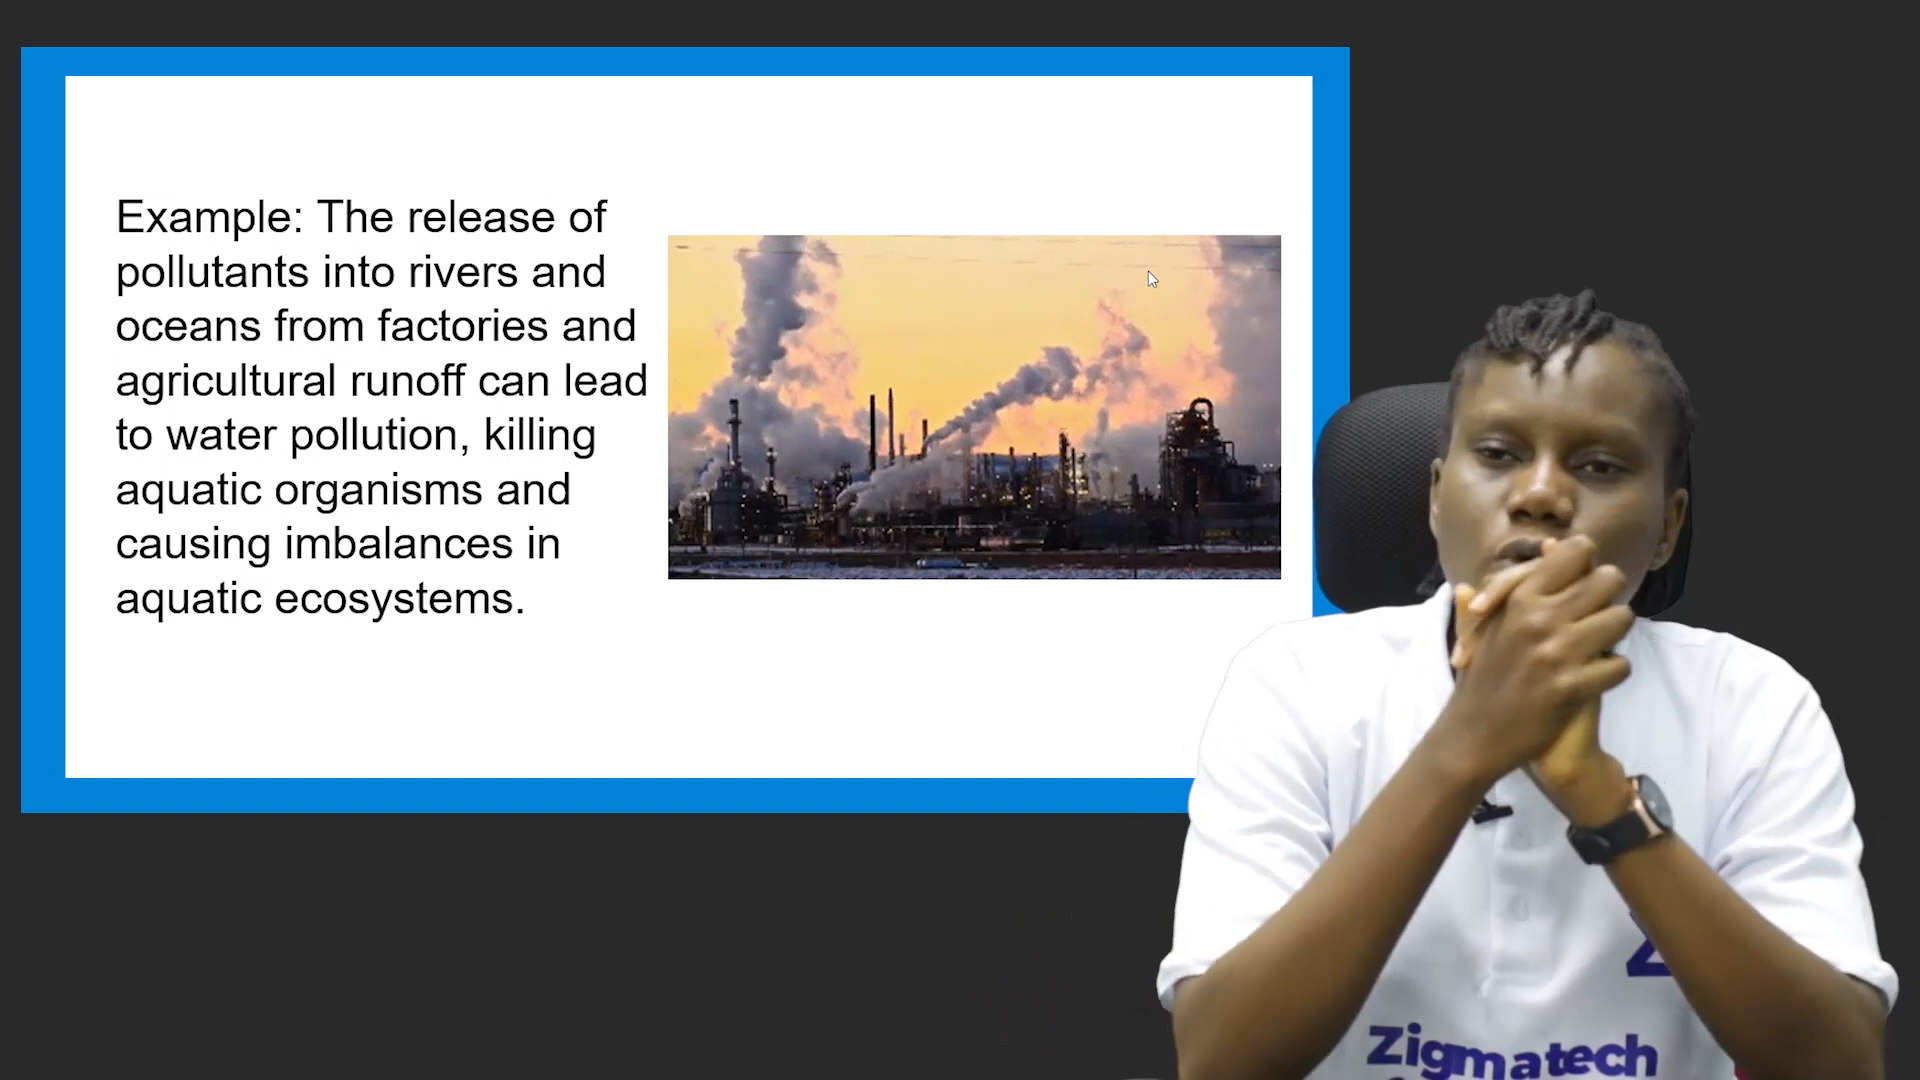 Example: The release of
pollutants into rivers and
oceans from factories and
agricultural runoff can lead
to water pollution, killing
aquatic organisms and
causing imbalances in
aquatic ecosystems.
Z
Zigmatech